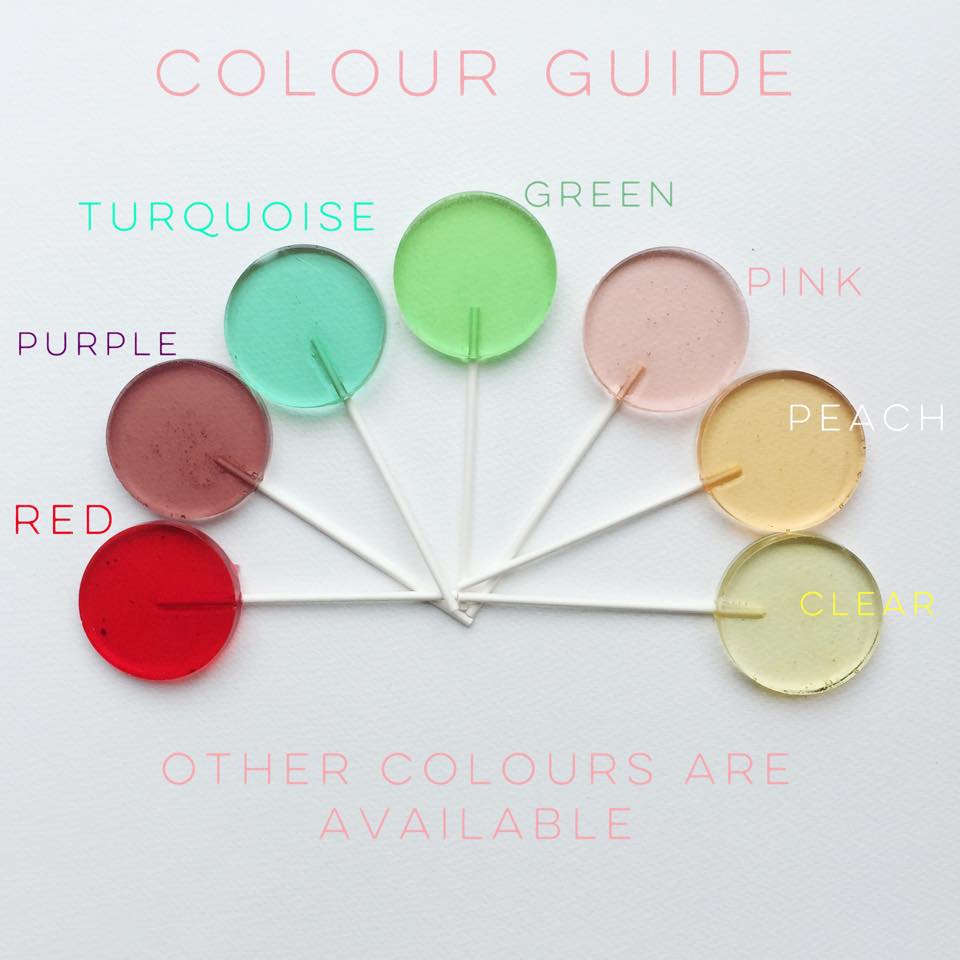 COLOUR GUIDE
GREEN
TURQUOISE
PINK
PURPLE
PEACH
RED
CLEAR
OTHER COLOURS ARE
AVAILABLE